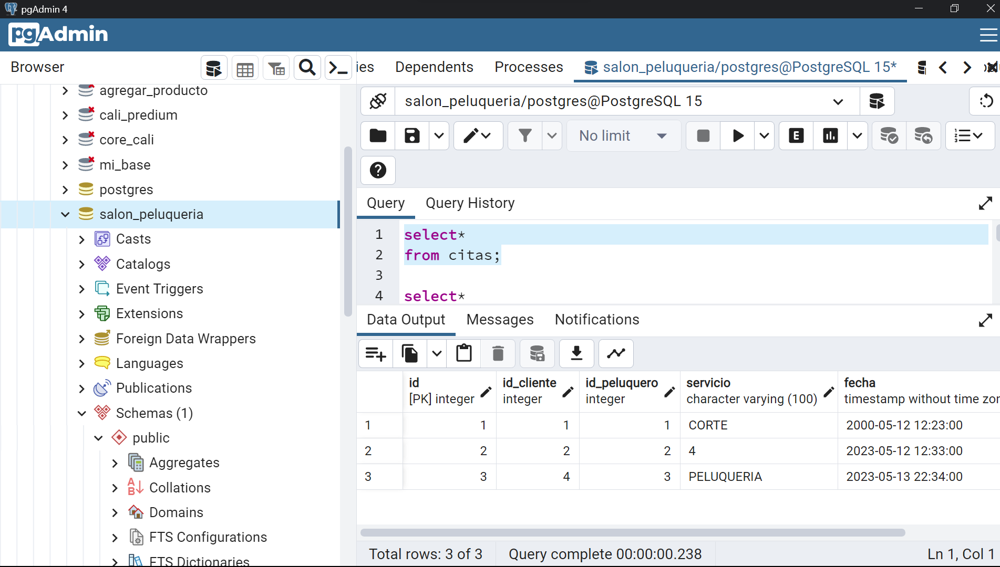 pgAdmin 4
pgAdmin
Browser
ies
Dependents
Processes
salon_peluqueria/postgres@PostgreSQL 15*
agregar_producto
cali_predium
core_cali
mi_base
postgres
salon_peluqueria
Casts
Catalogs
Event Triggers
Extensions
Foreign Data Wrappers
Languages
Publications
Schemas (1)
public
Aggregates
Collations
Domains
FTS Configurations
FTS Dictionaries
salon_peluqueria/postgres@PostgreSQL 15
No limit
E
Query
Query History
1 select*
2 from citas;
3
4 select*
Data Output
Messages
Notifications
id
[PK] integer
id_cliente
integer
id_peluquero
integer
servicio
character varying (100)
fecha
timestamp without time zon
1 1 1 1 CORTE 2000-05-12 12:23:00
2 2 2 2 4 2023-05-12 12:33:00
3 3 4 3 PELUQUERIA 2023-05-13 22:34:00
Total rows: 3 of 3
Query complete 00:00:00.238
Ln 1, Col 1